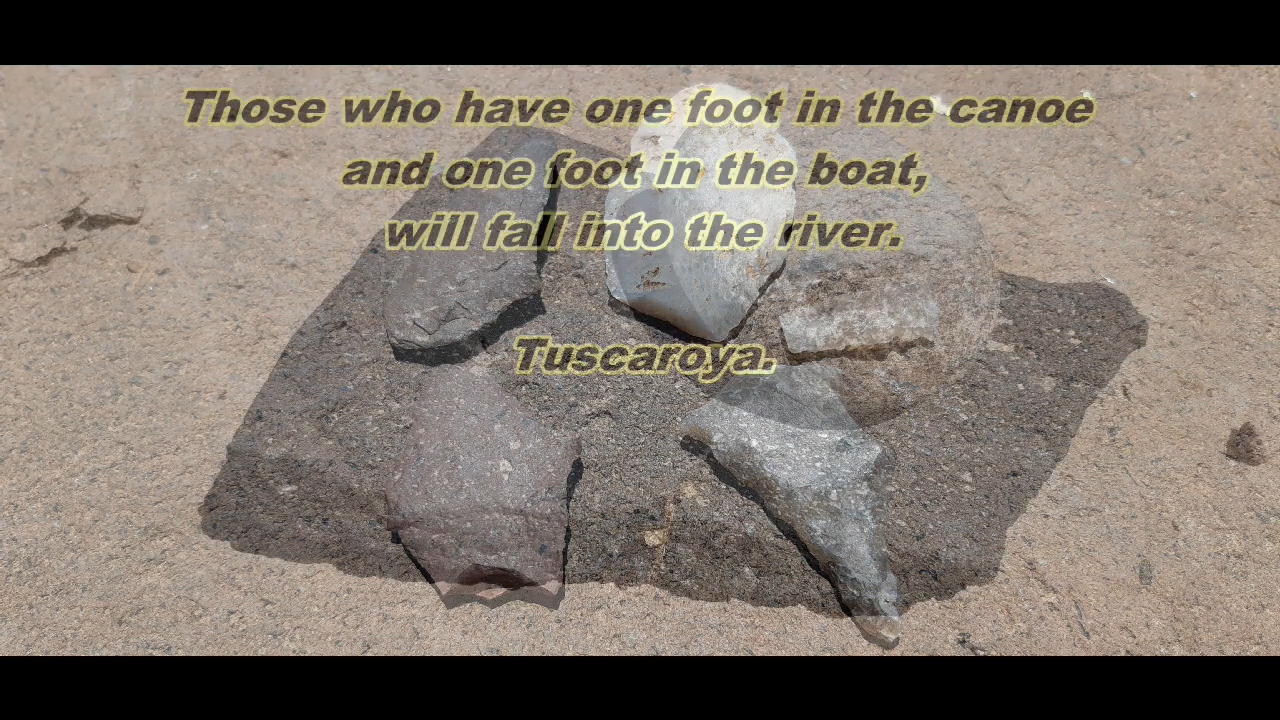 Those who have one foot in the canoe
and one foot in the boat,
will fall into the river.
Tuscaroya.